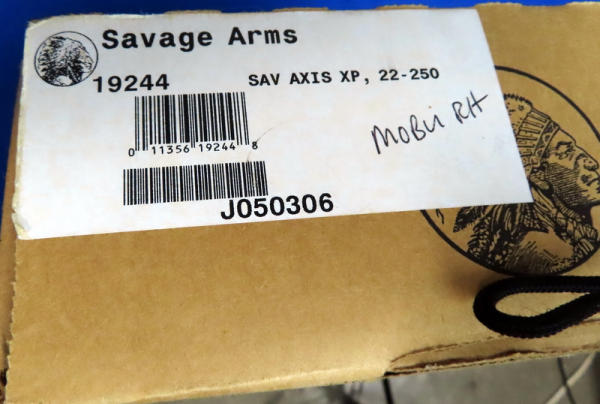 Savage Arms
19244 SAV AXIS XP, 22-250
0 11356 19244 8
J050306